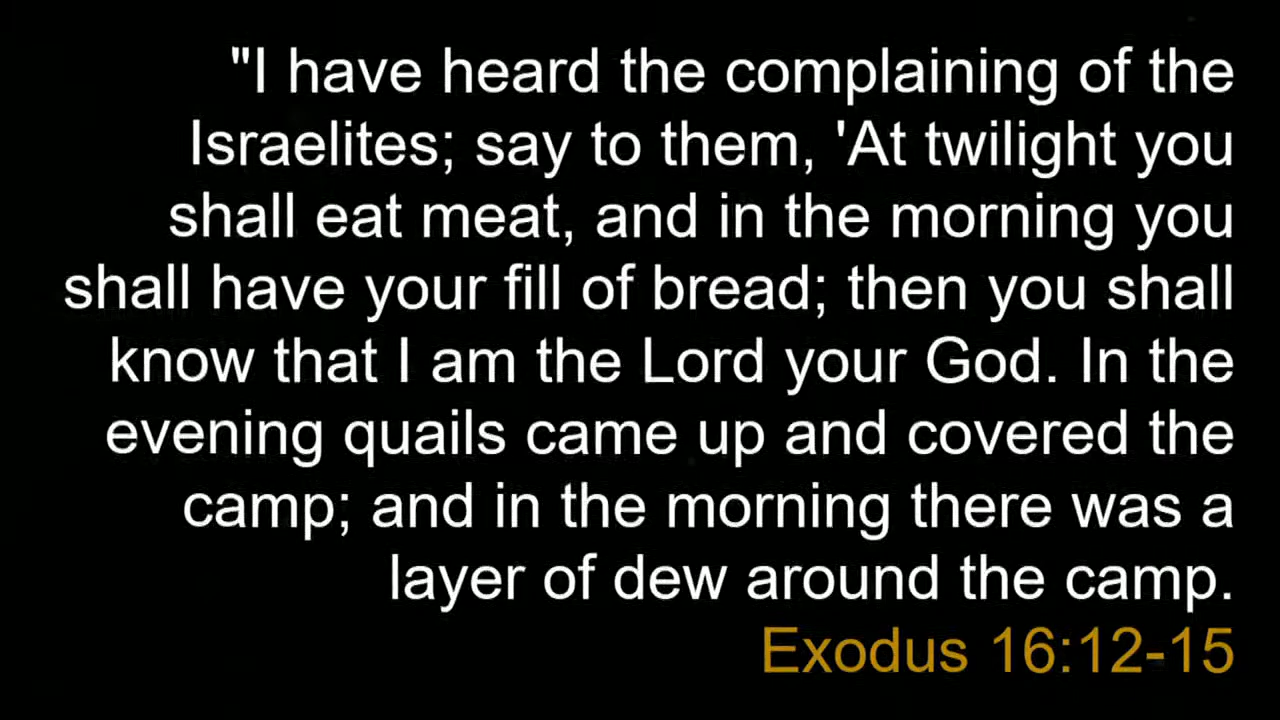 "I have heard the complaining of the
Israelites; say to them, 'At twilight you
shall eat meat, and in the morning you
shall have your fill of bread; then you shall
know that I am the Lord your God. In the
evening quails came up and covered the
camp; and in the morning there was a
layer of dew around the camp.
Exodus 16:12-15